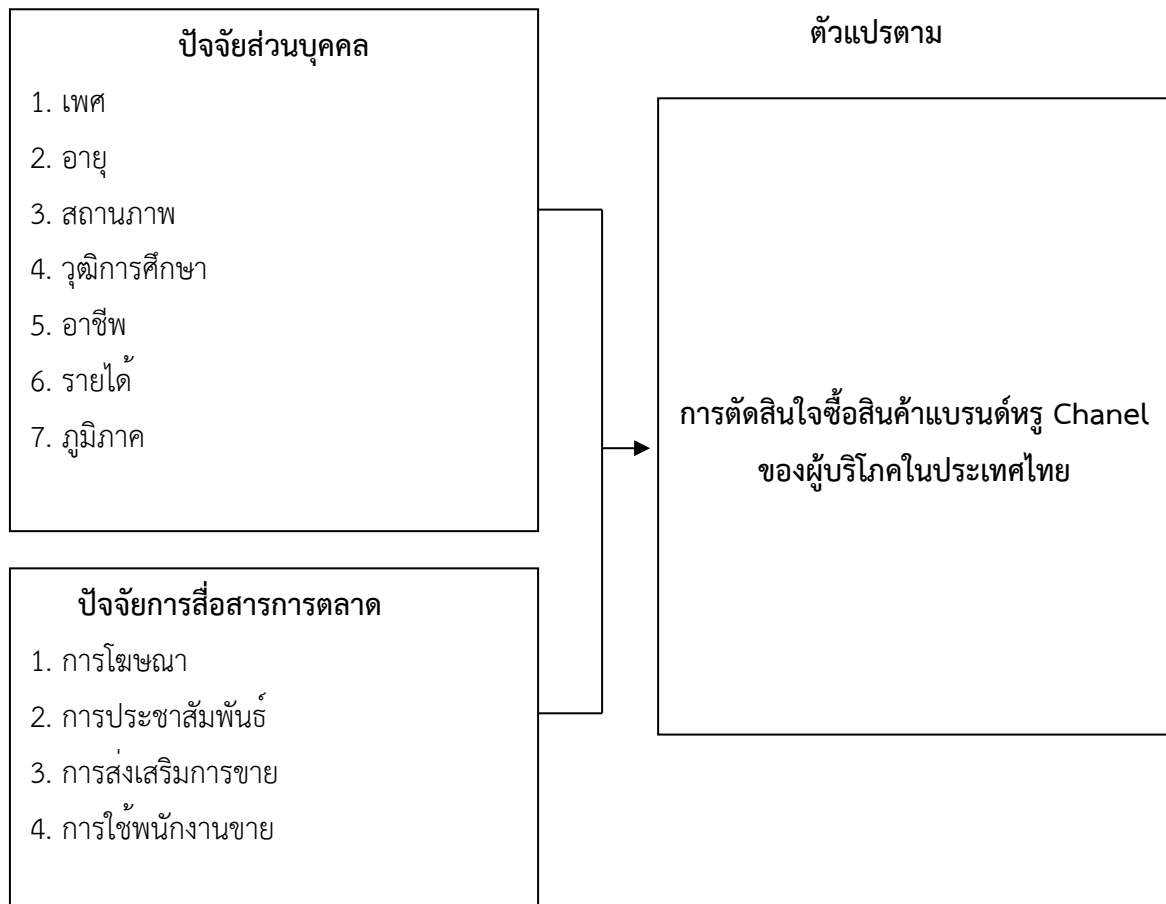 ปัจจัยส่วนบุคคล
1. เพศ
2. อายุ
3. สถานภาพ
4. วุฒิการศึกษา
5. อาชีพ
6. รายได้
7. ภูมิภาค
ปัจจัยการสื่อสารการตลาด
1. การโฆษณา
2. การประชาสัมพันธ์
3. การส่งเสริมการขาย
4. การใช้พนักงานขาย
ตัวแปรตาม
การตัดสินใจซื้อสินค้าแบรนด์หรู Chanel
ของผู้บริโภคในประเทศไทย